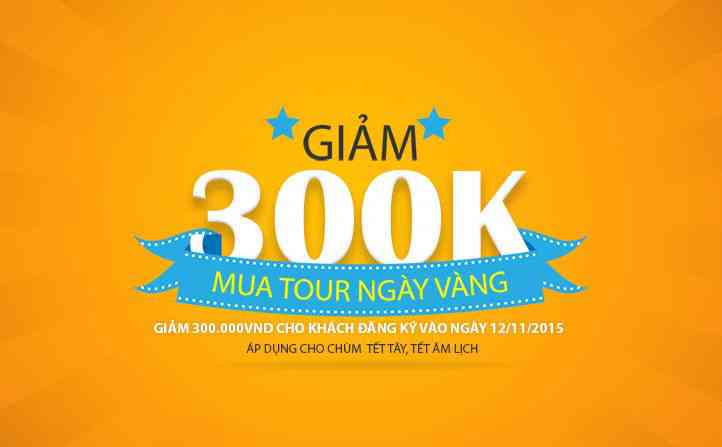 GIẢM
300K
MUA TOUR NGÀY VÀNG
GIẢM 300.000VND CHO KHÁCH ĐĂNG KÝ VÀO NGÀY 12/11/2015
ÁP DỤNG CHO CHÙM TẾT TÂY, TẾT ÂM LỊCH